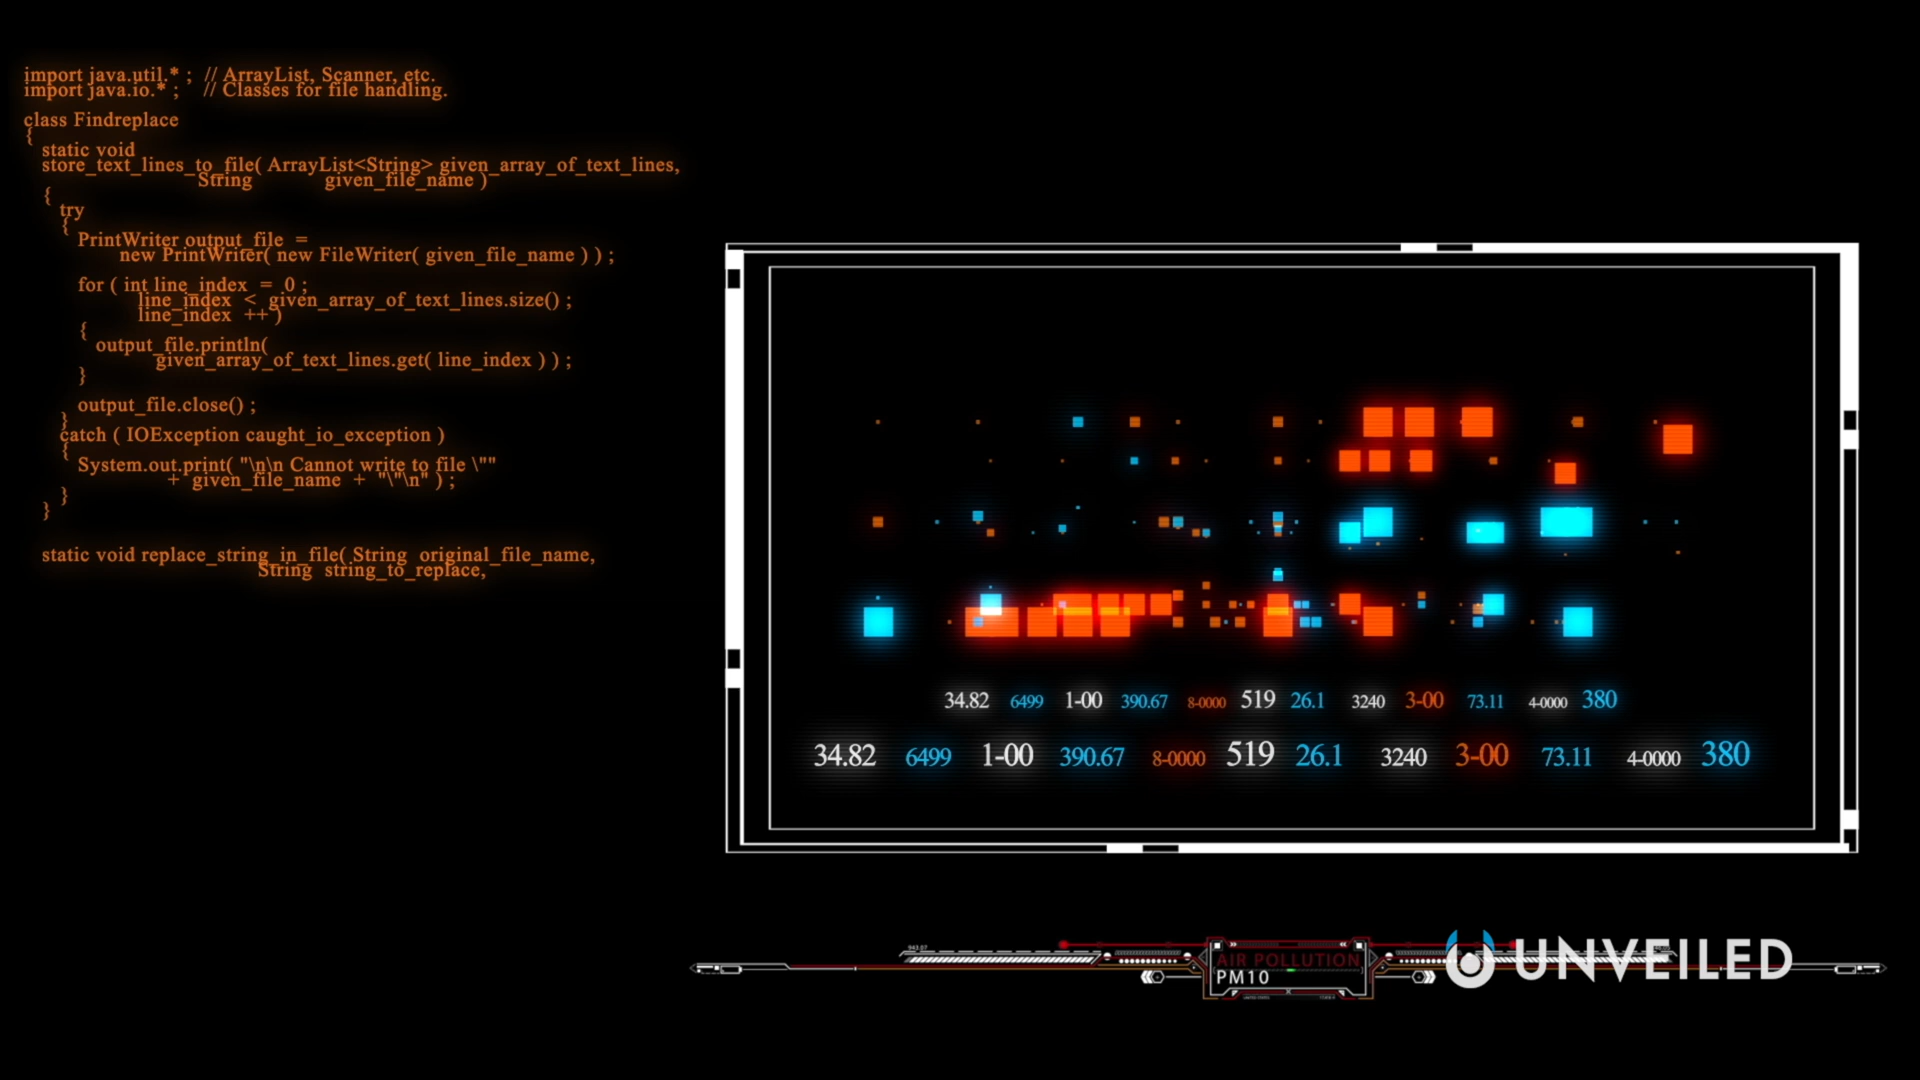 import java.util.* ;  // ArrayList, Scanner, etc.
import java.io.* ;    // Classes for file handling.
class Findreplace
{
static void
store_text_lines_to_file( ArrayList<String> given_array_of_text_lines,
String given_file_name )
{
try
{
PrintWriter output_file =
new PrintWriter( new FileWriter( given_file_name ) ) ;
for ( int line_index = 0 ;
line_index < given_array_of_text_lines.size() ;
line_index ++ )
{
output_file.println(
given_array_of_text_lines.get( line_index ) ) ;
}
output_file.close() ;
}
catch ( IOException caught_io_exception )
{
System.out.print( "\n\n Cannot write to file \""
+ given_file_name + "\"\n" ) ;
}
}
static void replace_string_in_file( String original_file_name,
String string_to_replace,
34.82 6499 1-00 390.67 8-0000 519 26.1 3240 3-00 73.11 4-0000 380
34.82 6499 1-00 390.67 8-0000 519 26.1 3240 3-00 73.11 4-0000 380
943.07
AIR POLLUTION
PM10
UNVEILED